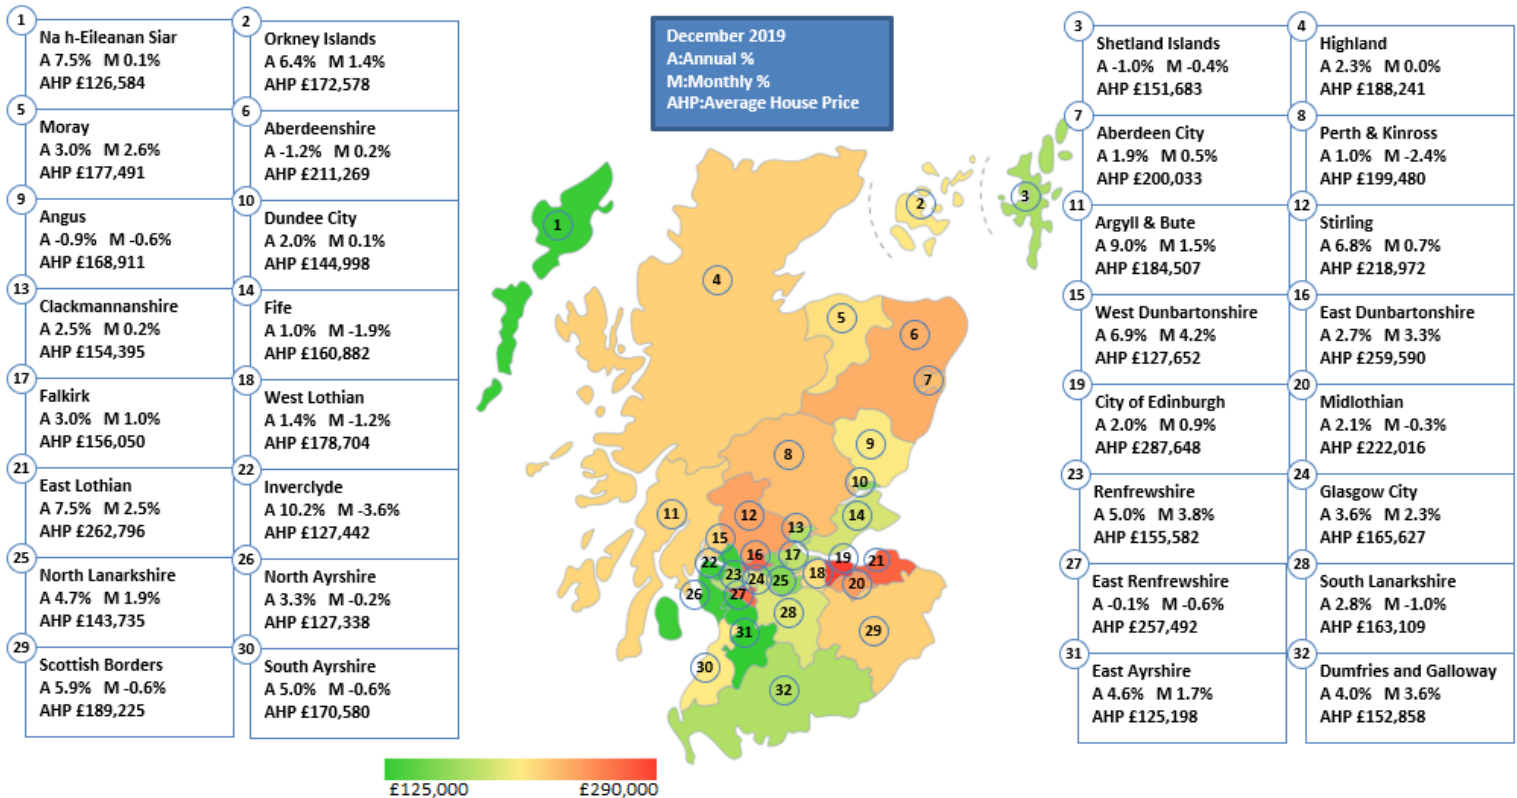 1
Na h-Eileanan Siar
A 7.5% M 0.1%
AHP £126,584
2
Orkney Islands
A 6.4% M 1.4%
AHP £172,578
5
Moray
A 3.0% M 2.6%
AHP £177,491
6
Aberdeenshire
A -1.2% M 0.2%
AHP £211,269
9
Angus
A -0.9% M -0.6%
AHP £168,911
10
Dundee City
A 2.0% M 0.1%
AHP £144,998
13
Clackmannanshire
A 2.5% M 0.2%
AHP £154,395
14
Fife
A 1.0% M -1.9%
AHP £160,882
17
Falkirk
A 3.0% M 1.0%
AHP £156,050
18
West Lothian
A 1.4% M -1.2%
AHP £178,704
21
East Lothian
A 7.5% M 2.5%
AHP £262,796
22
Inverclyde
A 10.2% M -3.6%
AHP £127,442
25
North Lanarkshire
A 4.7% M 1.9%
AHP £143,735
26
North Ayrshire
A 3.3% M -0.2%
AHP £127,338
29
Scottish Borders
A 5.9% M -0.6%
AHP £189,225
30
South Ayrshire
A 5.0% M -0.6%
AHP £170,580
December 2019
A:Annual %
M:Monthly %
AHP:Average House Price
1
2
3
4
5
6
7
8
9
10
11
12
13
14
15
16
17
18
19
20
21
22
23
24
25
26
27
28
29
30
31
32
£125,000
£290,000
3
Shetland Islands
A -1.0% M -0.4%
AHP £151,683
4
Highland
A 2.3% M 0.0%
AHP £188,241
7
Aberdeen City
A 1.9% M 0.5%
AHP £200,033
8
Perth & Kinross
A 1.0% M -2.4%
AHP £199,480
11
Argyll & Bute
A 9.0% M 1.5%
AHP £184,507
12
Stirling
A 6.8% M 0.7%
AHP £218,972
15
West Dunbartonshire
A 6.9% M 4.2%
AHP £127,652
16
East Dunbartonshire
A 2.7% M 3.3%
AHP £259,590
19
City of Edinburgh
A 2.0% M 0.9%
AHP £287,648
20
Midlothian
A 2.1% M -0.3%
AHP £222,016
23
Renfrewshire
A 5.0% M 3.8%
AHP £155,582
24
Glasgow City
A 3.6% M 2.3%
AHP £165,627
27
East Renfrewshire
A -0.1% M -0.6%
AHP £257,492
28
South Lanarkshire
A 2.8% M -1.0%
AHP £163,109
31
East Ayrshire
A 4.6% M 1.7%
AHP £125,198
32
Dumfries and Galloway
A 4.0% M 3.6%
AHP £152,858